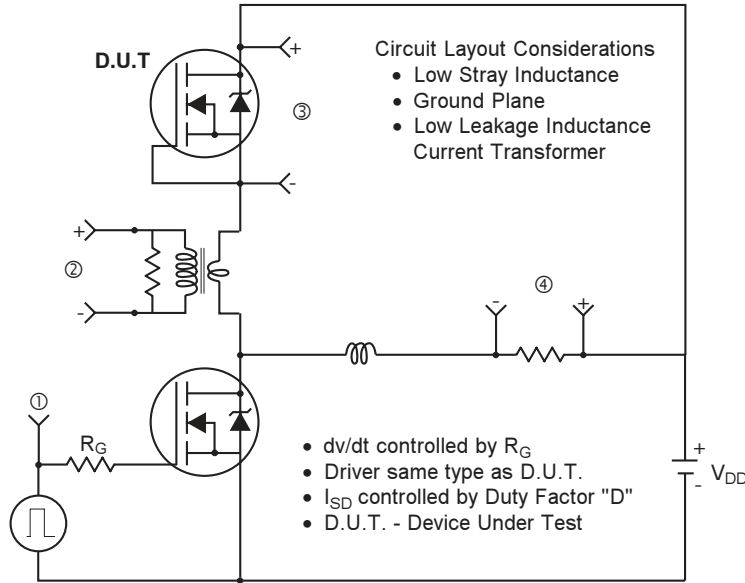 D.U.T
+
-
③
Circuit Layout Considerations
• Low Stray Inductance
• Ground Plane
• Low Leakage Inductance
Current Transformer
+
②
-
-
④
+
①
R_G
• dv/dt controlled by R_G
• Driver same type as D.U.T.
• I_SD controlled by Duty Factor "D"
• D.U.T. - Device Under Test
+
-
V_DD